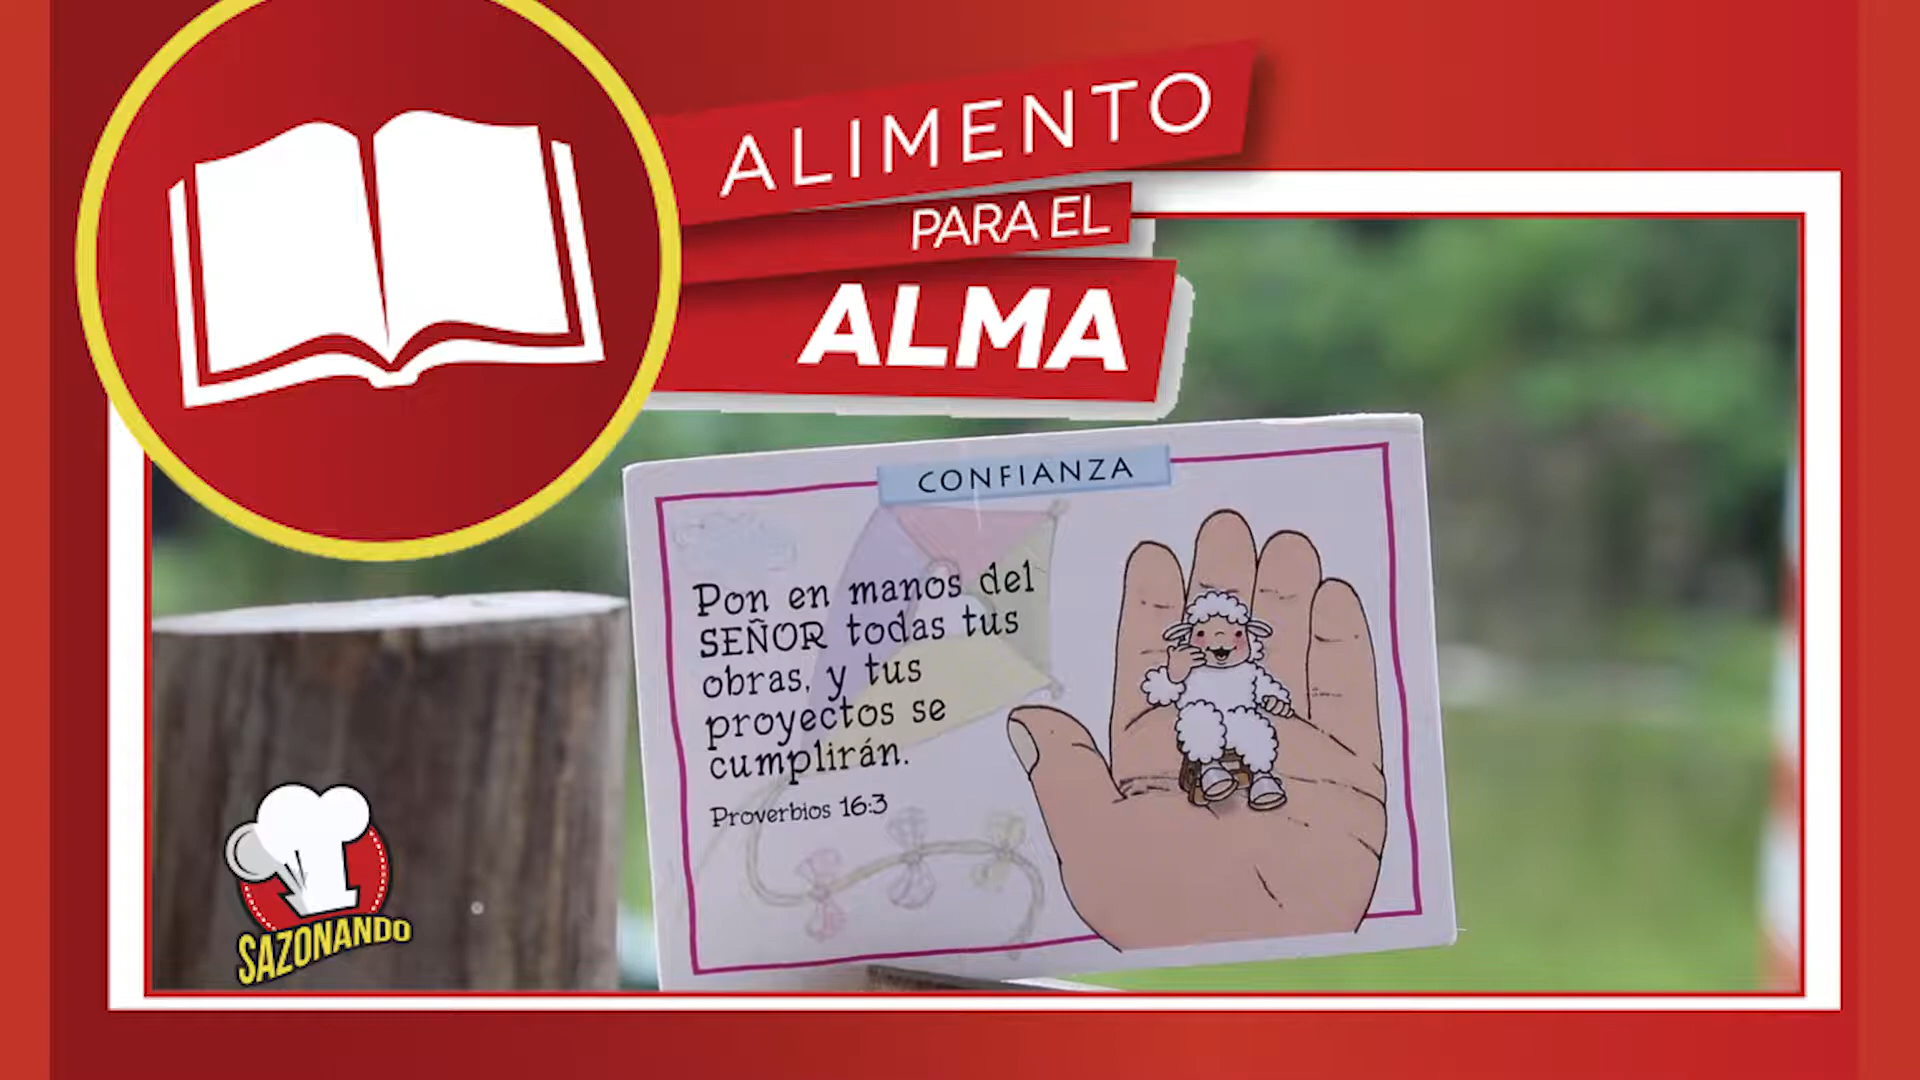 ALIMENTO
PARA EL
ALMA
CONFIANZA
Pon en manos del
SEÑOR todas tus
obras, y tus
proyectos se
cumplirán.
Proverbios 16:3
SAZONANDO